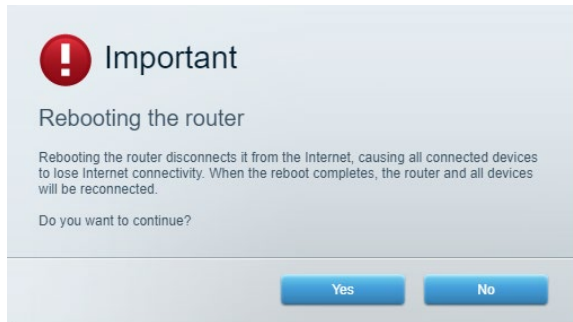 Important
Rebooting the router
Rebooting the router disconnects it from the Internet, causing all connected devices
to lose Internet connectivity. When the reboot completes, the router and all devices
will be reconnected.
Do you want to continue?
Yes
No